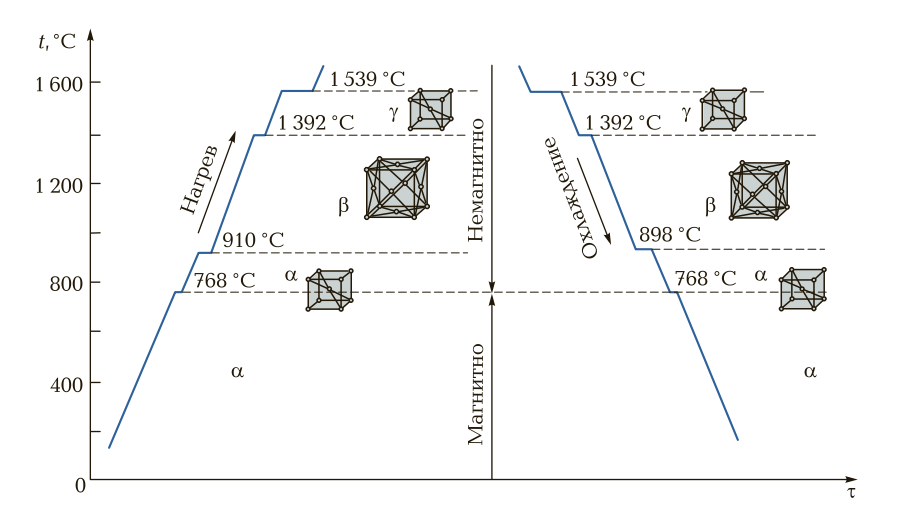 t, °C
1 600
1 200
800
400
0
τ
Нагрев
1 539 °C
γ
1 392 °C
β
910 °C
α
768 °C
α
Немагнитно
Магнитно
Охлаждение
1 539 °C
γ
1 392 °C
β
898 °C
768 °C
α
α